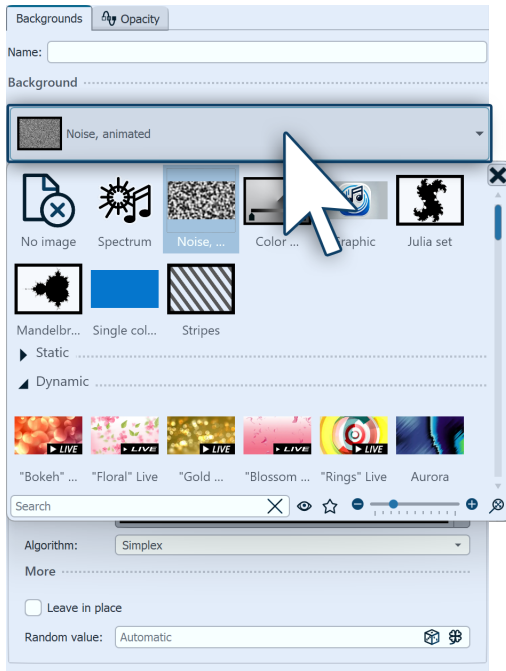 Backgrounds Opacity
Name:
Background
Noise, animated
No image Spectrum Noise, ... Color ... Graphic Julia set
Mandelbr... Single col... Stripes
Static
Dynamic
LIVE LIVE LIVE LIVE LIVE
"Bokeh" ... "Floral" Live "Gold ... "Blossom ... "Rings" Live Aurora
Search
Algorithm: Simplex
More
Leave in place
Random value: Automatic